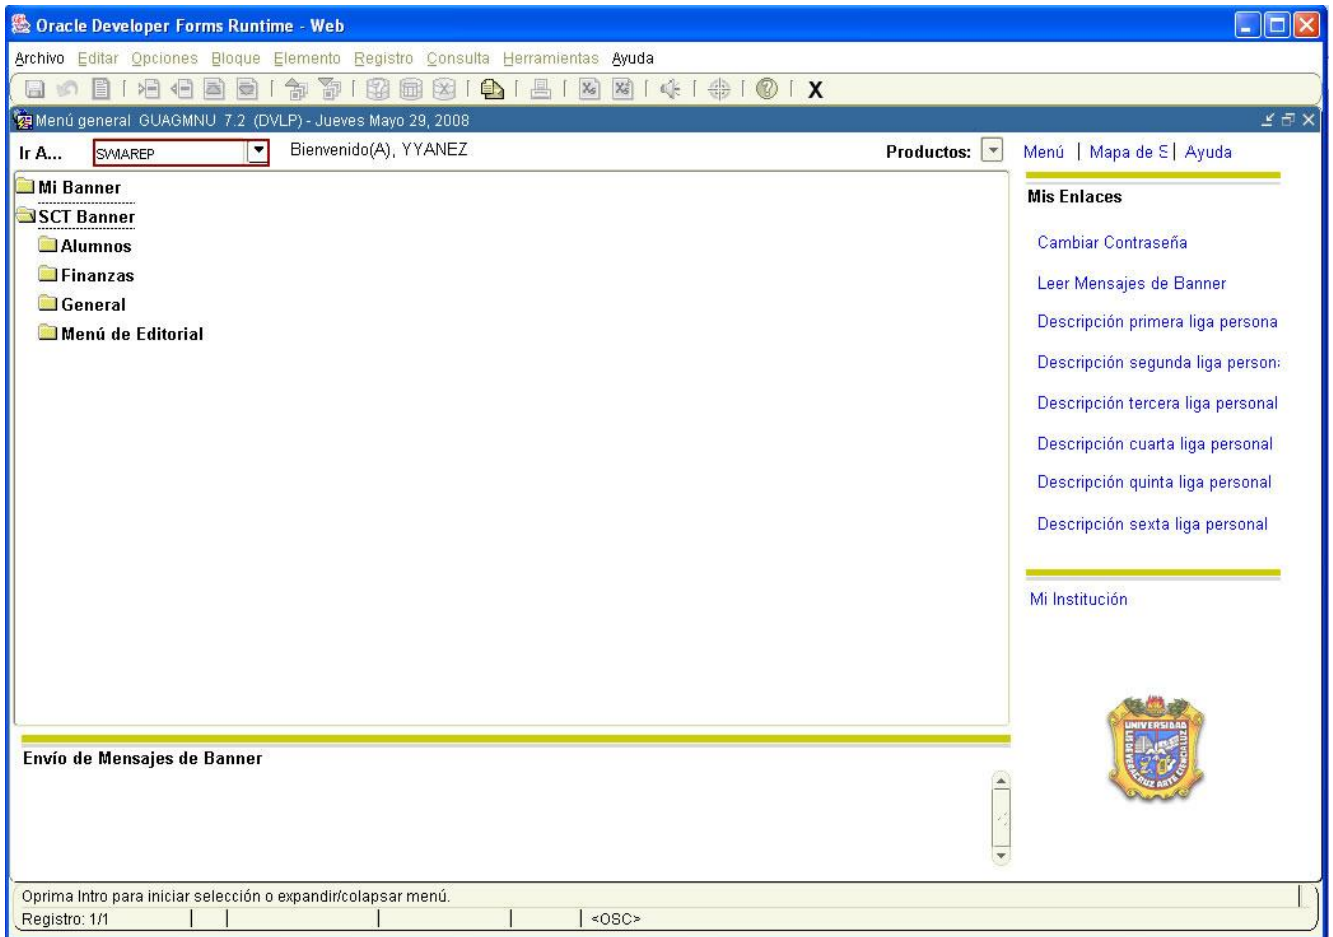 Oracle Developer Forms Runtime - Web
Archivo Editar Opciones Bloque Elemento Registro Consulta Herramientas Ayuda
X
Menú general GUAGMNU 7.2 (DVLP) - Jueves Mayo 29, 2008
Ir A... SWIAREP Bienvenido(A), YYANEZ Productos: Menú | Mapa de S | Ayuda
Mi Banner
SCT Banner
Alumnos
Finanzas
General
Menú de Editorial
Mis Enlaces
Cambiar Contraseña
Leer Mensajes de Banner
Descripción primera liga persona
Descripción segunda liga person
Descripción tercera liga personal
Descripción cuarta liga personal
Descripción quinta liga personal
Descripción sexta liga personal
Mi Institución
UNIVERSIDAD
Envío de Mensajes de Banner
Oprima Intro para iniciar selección o expandir/colapsar menú.
Registro: 1/1 <OSC>